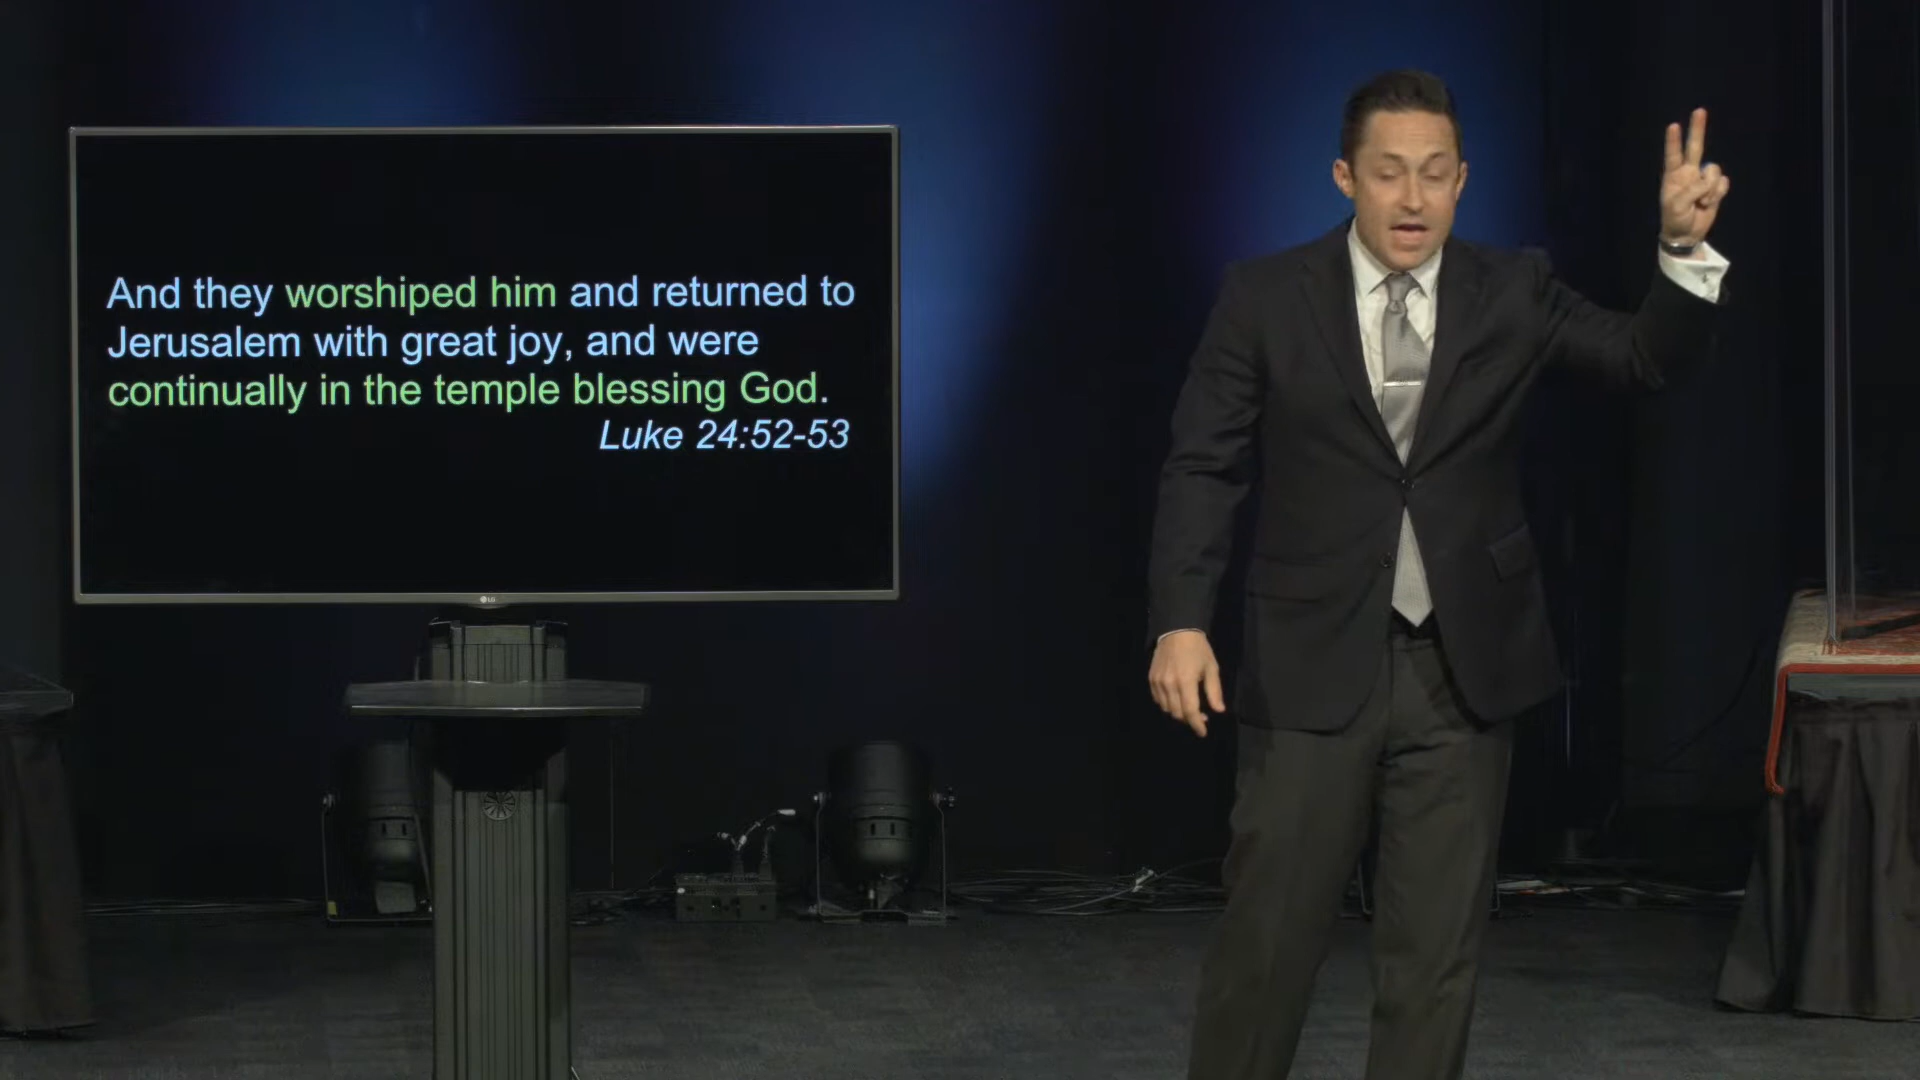 And they worshiped him and returned to
Jerusalem with great joy, and were
continually in the temple blessing God.
Luke 24:52-53
LG